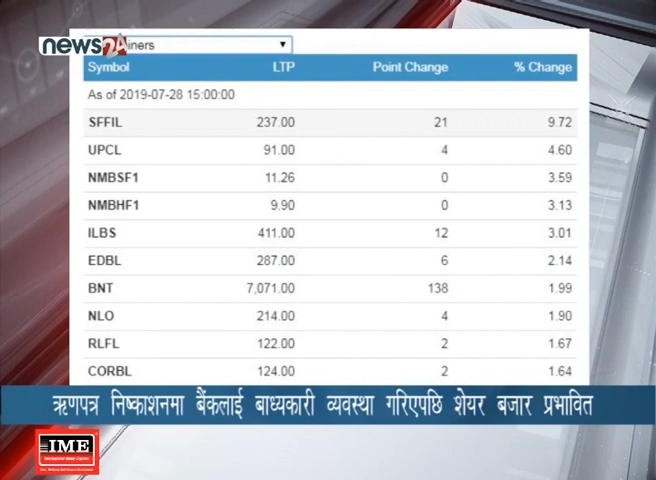 news24 iners
Symbol LTP Point Change % Change
As of 2019-07-28 15:00:00
SFFIL 237.00 21 9.72
UPCL 91.00 4 4.60
NMBSF1 11.26 0 3.59
NMBHF1 9.90 0 3.13
ILBS 411.00 12 3.01
EDBL 287.00 6 2.14
BNT 7,071.00 138 1.99
NLO 214.00 4 1.90
RLFL 122.00 2 1.67
CORBL 124.00 2 1.64
ऋणपत्र निष्काशनमा बैंकलाई बाध्यकारी व्यवस्था गरिएपछि शेयर बजार प्रभावित
IME